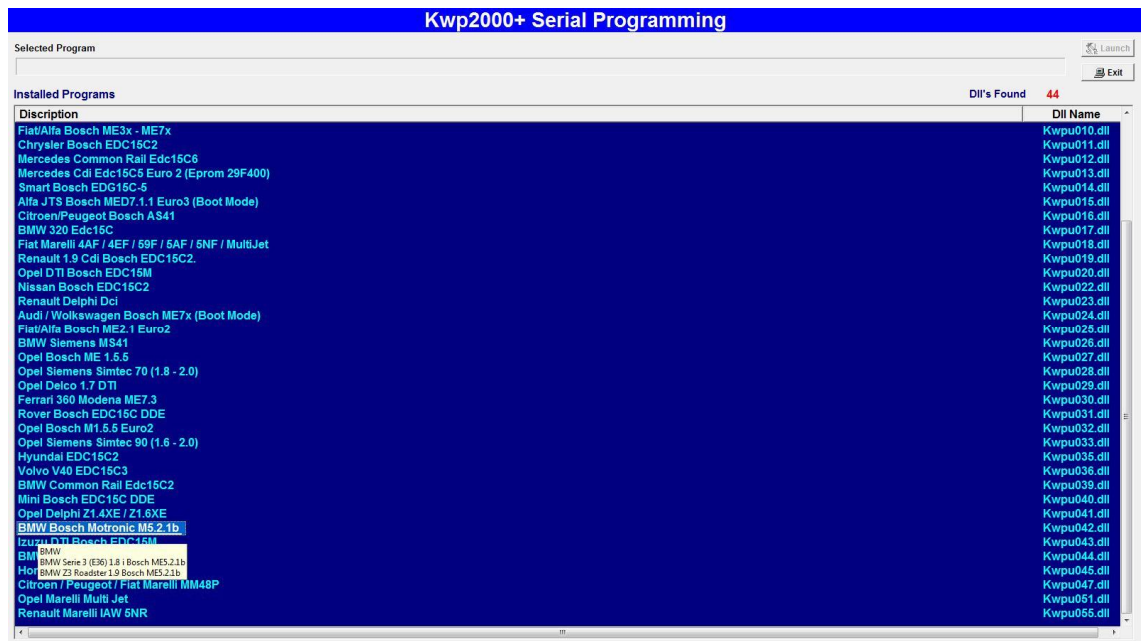 Kwp2000+ Serial Programming
Selected Program
Launch
Exit
Installed Programs Dll's Found 44
Discription Dll Name
Fiat/Alfa Bosch ME3x - ME7x Kwpu010.dll
Chrysler Bosch EDC15C2 Kwpu011.dll
Mercedes Common Rail Edc15C6 Kwpu012.dll
Mercedes Cdi Edc15C5 Euro 2 (Eprom 29F400) Kwpu013.dll
Smart Bosch EDG15C-5 Kwpu014.dll
Alfa JTS Bosch MED7.1.1 Euro3 (Boot Mode) Kwpu015.dll
Citroen/Peugeot Bosch AS41 Kwpu016.dll
BMW 320 Edc15C Kwpu017.dll
Fiat Marelli 4AF / 4EF / 59F / 5AF / 5NF / MultiJet Kwpu018.dll
Renault 1.9 Cdi Bosch EDC15C2. Kwpu019.dll
Opel DTI Bosch EDC15M Kwpu020.dll
Nissan Bosch EDC15C2 Kwpu022.dll
Renault Delphi Dci Kwpu023.dll
Audi / Wolkswagen Bosch ME7x (Boot Mode) Kwpu024.dll
Fiat/Alfa Bosch ME2.1 Euro2 Kwpu025.dll
BMW Siemens MS41 Kwpu026.dll
Opel Bosch ME 1.5.5 Kwpu027.dll
Opel Siemens Simtec 70 (1.8 - 2.0) Kwpu028.dll
Opel Delco 1.7 DTI Kwpu029.dll
Ferrari 360 Modena ME7.3 Kwpu030.dll
Rover Bosch EDC15C DDE Kwpu031.dll
Opel Bosch M1.5.5 Euro2 Kwpu032.dll
Opel Siemens Simtec 90 (1.6 - 2.0) Kwpu033.dll
Hyundai EDC15C2 Kwpu035.dll
Volvo V40 EDC15C3 Kwpu036.dll
BMW Common Rail Edc15C2 Kwpu039.dll
Mini Bosch EDC15C DDE Kwpu040.dll
Opel Delphi Z1.4XE / Z1.6XE Kwpu041.dll
BMW Bosch Motronic M5.2.1b Kwpu042.dll
Izuzu DTI Bosch EDC15M Kwpu043.dll
BMW
BMW Serie 3 (E36) 1.8 i Bosch ME5.2.1b
BMW Z3 Roadster 1.9 Bosch ME5.2.1b
Kwpu044.dll
Kwpu045.dll
Citroen / Peugeot / Fiat Marelli MM48P Kwpu047.dll
Opel Marelli Multi Jet Kwpu051.dll
Renault Marelli IAW 5NR Kwpu055.dll